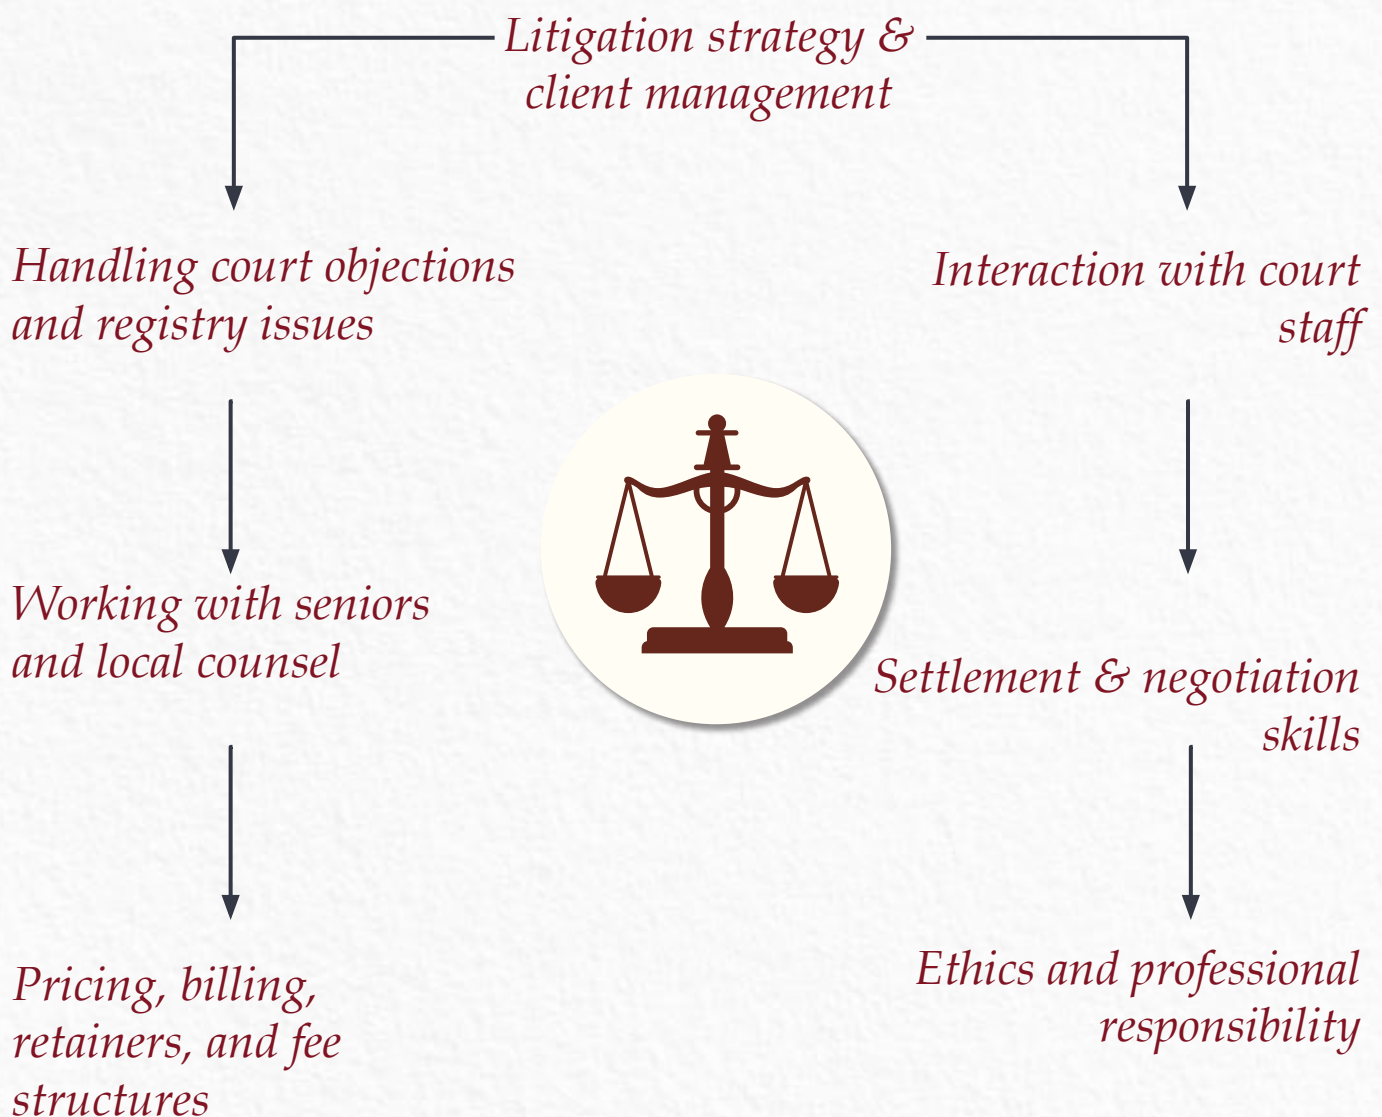 Litigation strategy &
client management
Handling court objections
and registry issues
Interaction with court
staff
Working with seniors
and local counsel
Settlement & negotiation
skills
Pricing, billing,
retainers, and fee
structures
Ethics and professional
responsibility